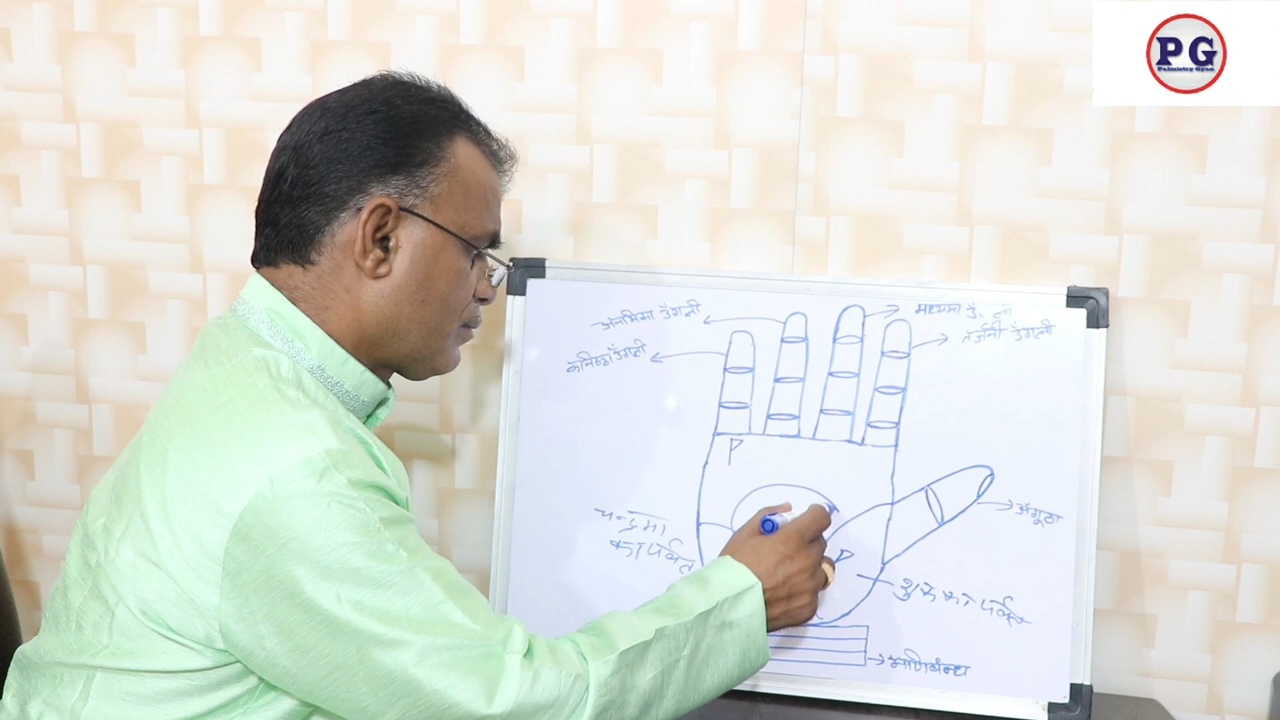 PG
Palmistry Gyan
अनामिका उँगली
मध्यमा उँगली
तर्जनी उँगली
कनिष्ठा उँगली
P
चन्द्रमा
का पर्वत
अँगूठा
P
शुक्र का पर्वत
मणिबन्ध